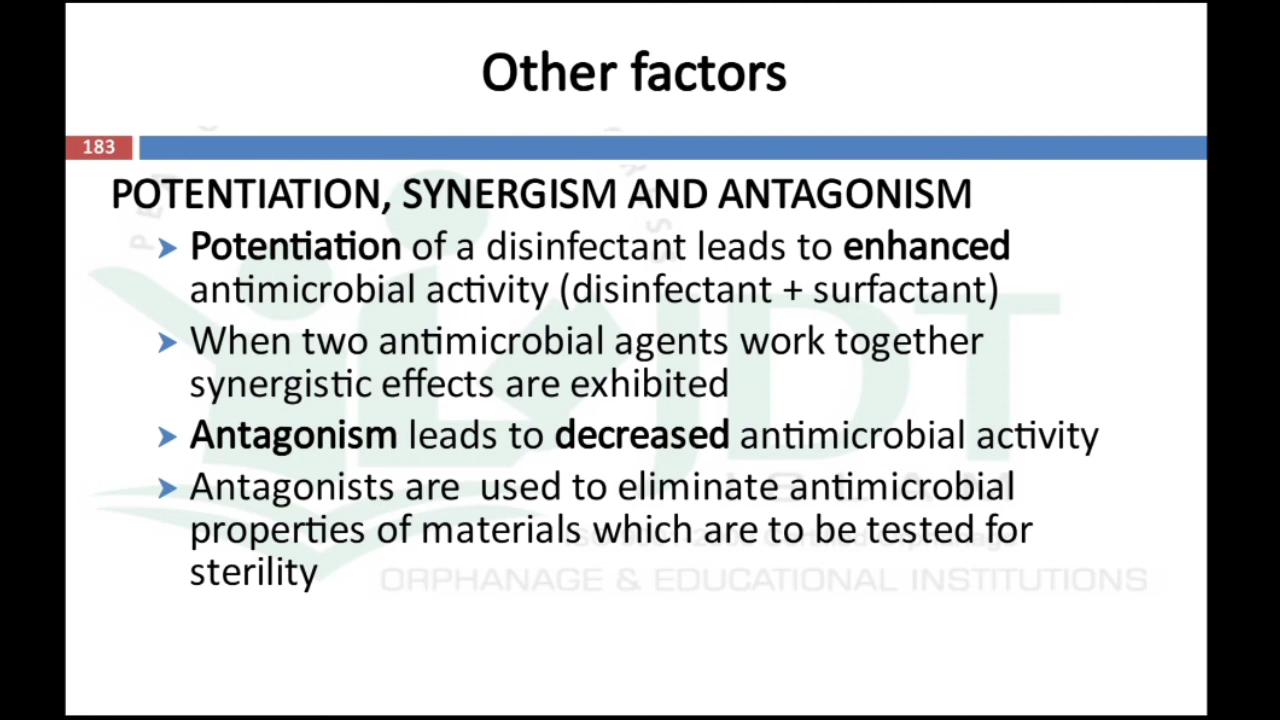 Other factors
183
POTENTIATION, SYNERGISM AND ANTAGONISM
➤ Potentiation of a disinfectant leads to enhanced
antimicrobial activity (disinfectant + surfactant)
➤ When two antimicrobial agents work together
synergistic effects are exhibited
➤ Antagonism leads to decreased antimicrobial activity
➤ Antagonists are  used to eliminate antimicrobial
properties of materials which are to be tested for
sterility
JDT
ORPHANAGE & EDUCATIONAL INSTITUTIONS